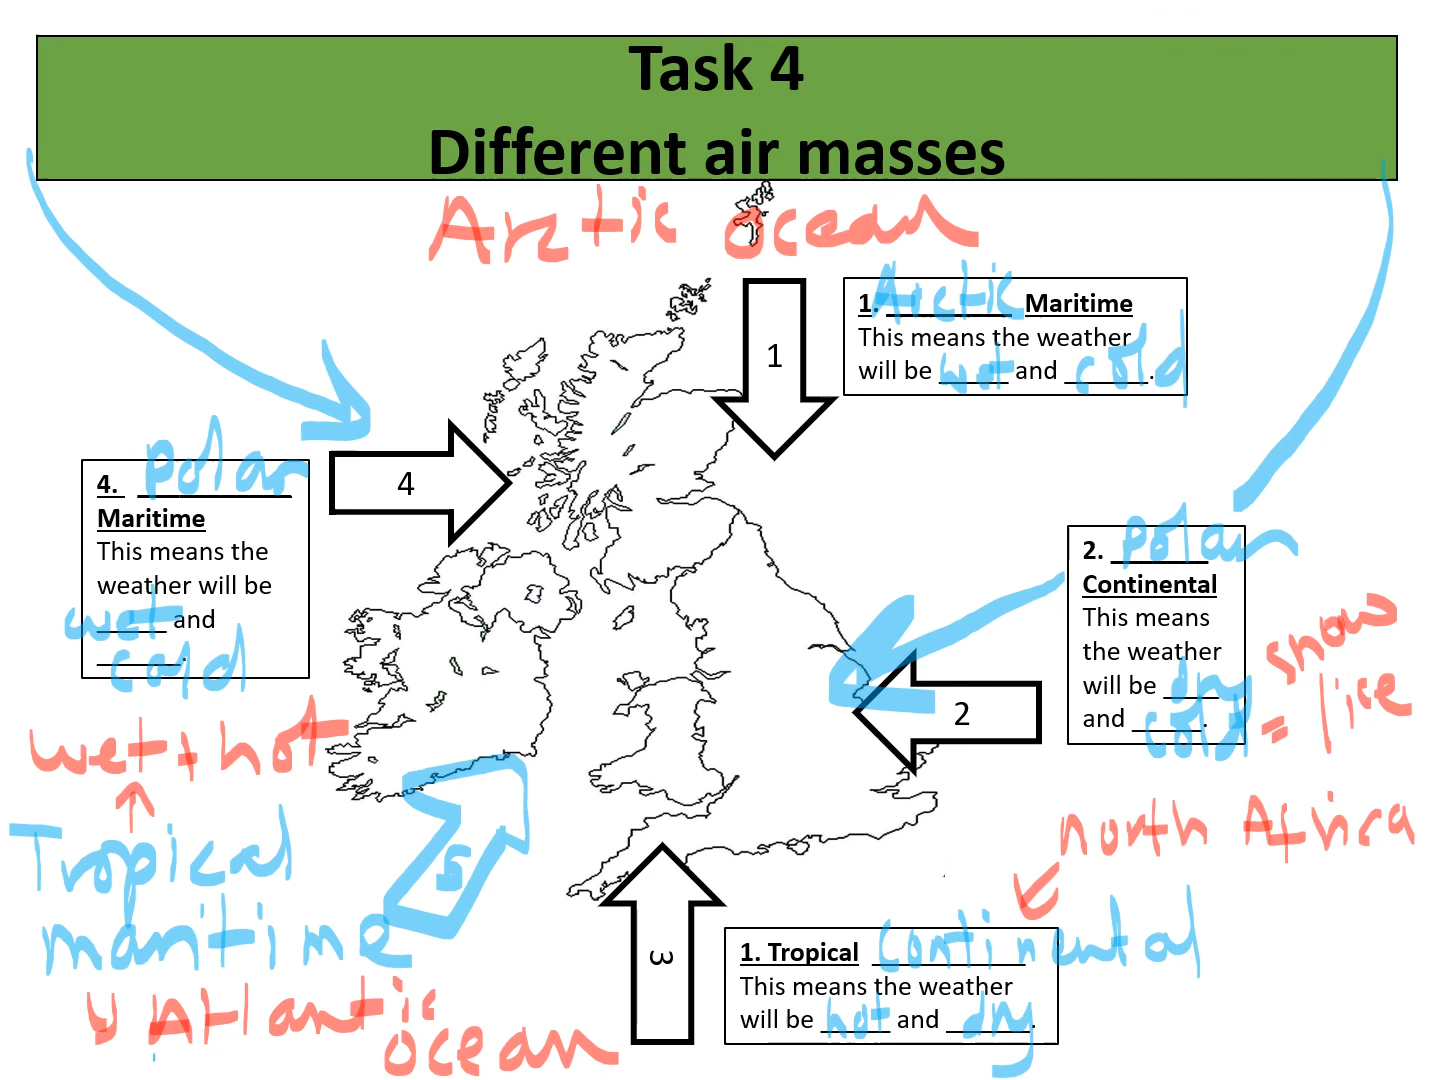 Task 4
Different air masses
Arctic ocean
1. Arctic Maritime
This means the weather
will be wet and cold.
1
polar
4.
Maritime
This means the
weather will be
wet and
cold.
4
polar
2.
Continental
This means
the weather
will be dry
and cold. = snow
/ice
2
wet + hot
Tropical
maritime
Atlantic
ocean
5
north Africa
3
1. Tropical continental
This means the weather
will be hot and dry.